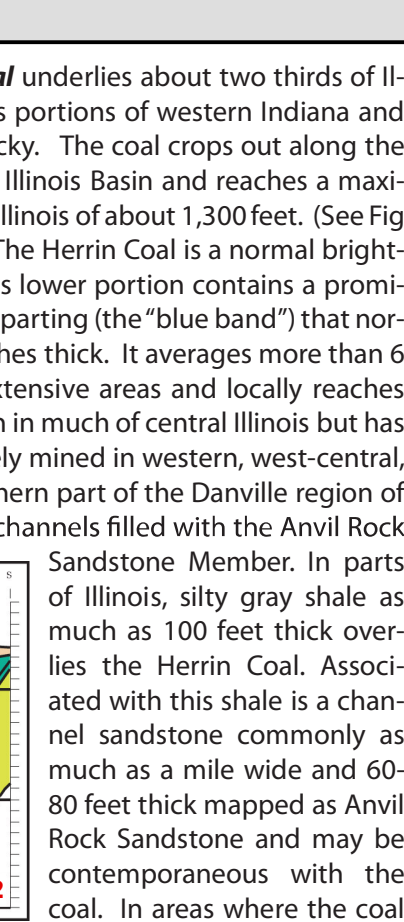 al underlies about two thirds of Il-
s portions of western Indiana and
cky. The coal crops out along the
Illinois Basin and reaches a maxi-
llinois of about 1,300 feet. (See Fig
The Herrin Coal is a normal bright-
s lower portion contains a promi-
parting (the “blue band”) that nor-
hes thick. It averages more than 6
xtensive areas and locally reaches
n in much of central Illinois but has
ely mined in western, west-central,
hern part of the Danville region of
channels filled with the Anvil Rock
Sandstone Member. In parts
of Illinois, silty gray shale as
much as 100 feet thick over-
lies the Herrin Coal. Associ-
ated with this shale is a chan-
nel sandstone commonly as
much as a mile wide and 60-
80 feet thick mapped as Anvil
Rock Sandstone and may be
contemporaneous with the
coal. In areas where the coal
s
2